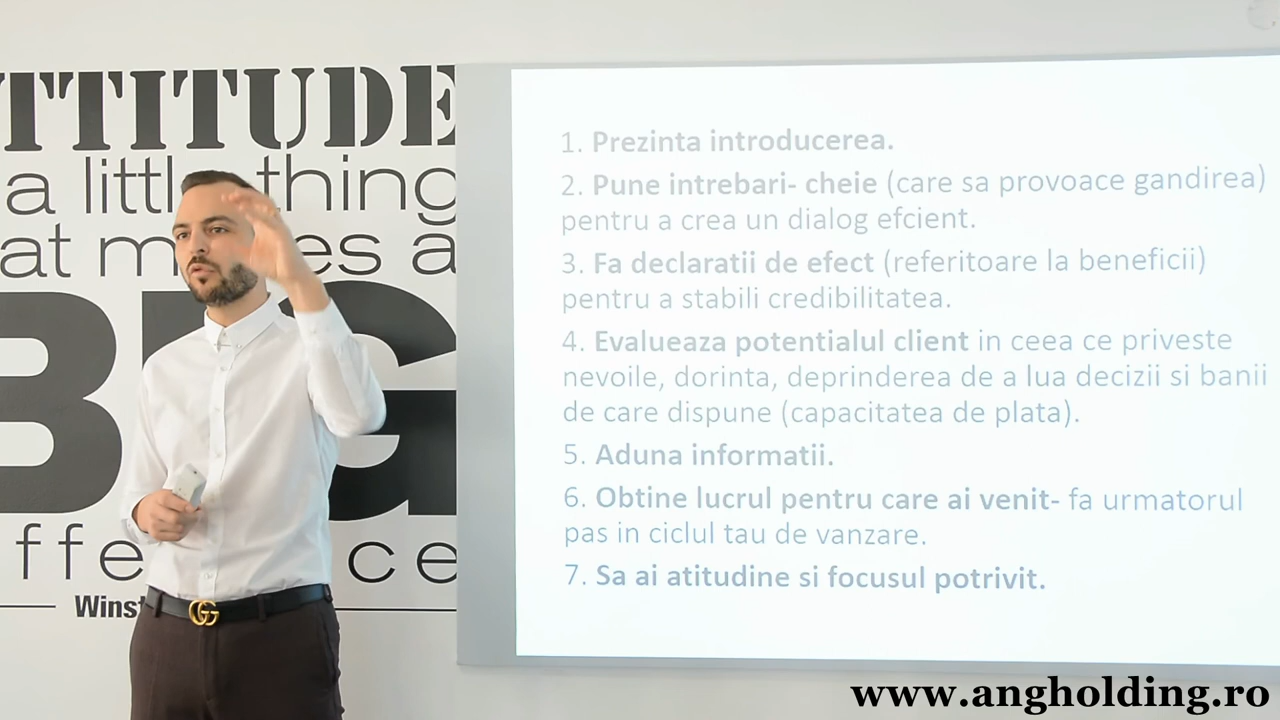 TTITUDE
a little thing
at m es a
BIG
ffe ce
Winst
1. Prezinta introducerea.
2. Pune intrebari- cheie (care sa provoace gandirea)
pentru a crea un dialog efcient.
3. Fa declaratii de efect (referitoare la beneficii)
pentru a stabili credibilitatea.
4. Evalueaza potentialul client in ceea ce priveste
nevoile, dorinta, deprinderea de a lua decizii si banii
de care dispune (capacitatea de plata).
5. Aduna informatii.
6. Obtine lucrul pentru care ai venit- fa urmatorul
pas in ciclul tau de vanzare.
7. Sa ai atitudine si focusul potrivit.
www.angholding.ro